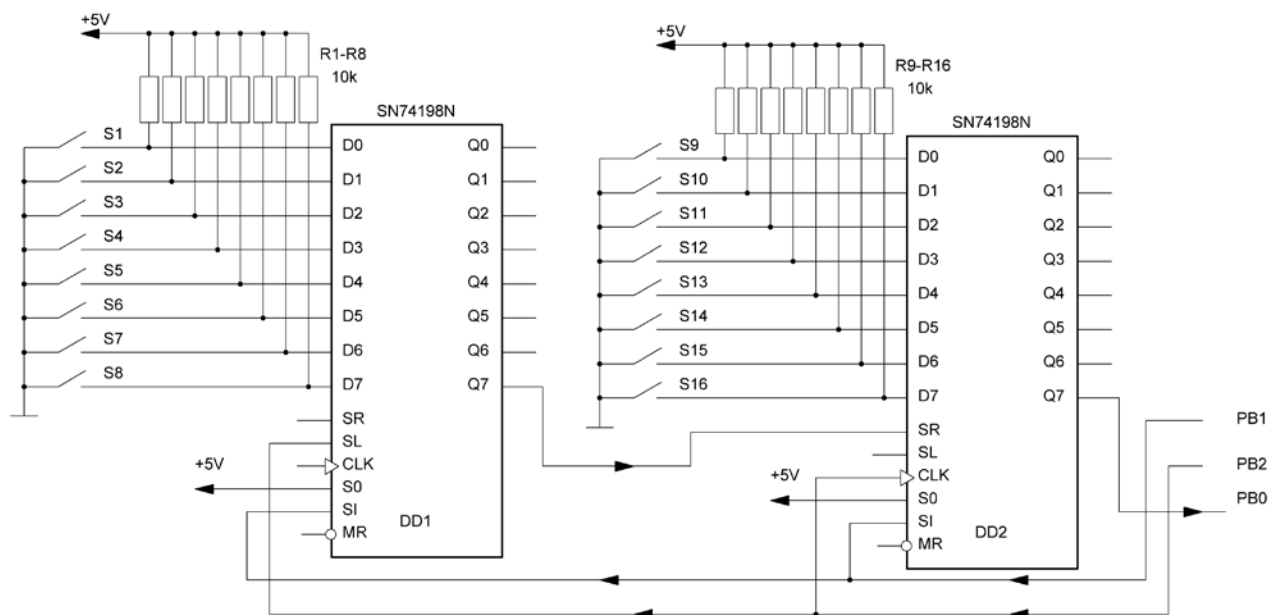 +5V
R1-R8
10k
SN74198N
S1
S2
S3
S4
S5
S6
S7
S8
D0
D1
D2
D3
D4
D5
D6
D7
SR
SL
CLK
S0
SI
MR
Q0
Q1
Q2
Q3
Q4
Q5
Q6
Q7
+5V
DD1
+5V
R9-R16
10k
SN74198N
S9
S10
S11
S12
S13
S14
S15
S16
D0
D1
D2
D3
D4
D5
D6
D7
SR
SL
CLK
S0
SI
MR
Q0
Q1
Q2
Q3
Q4
Q5
Q6
Q7
+5V
DD2
PB1
PB2
PB0